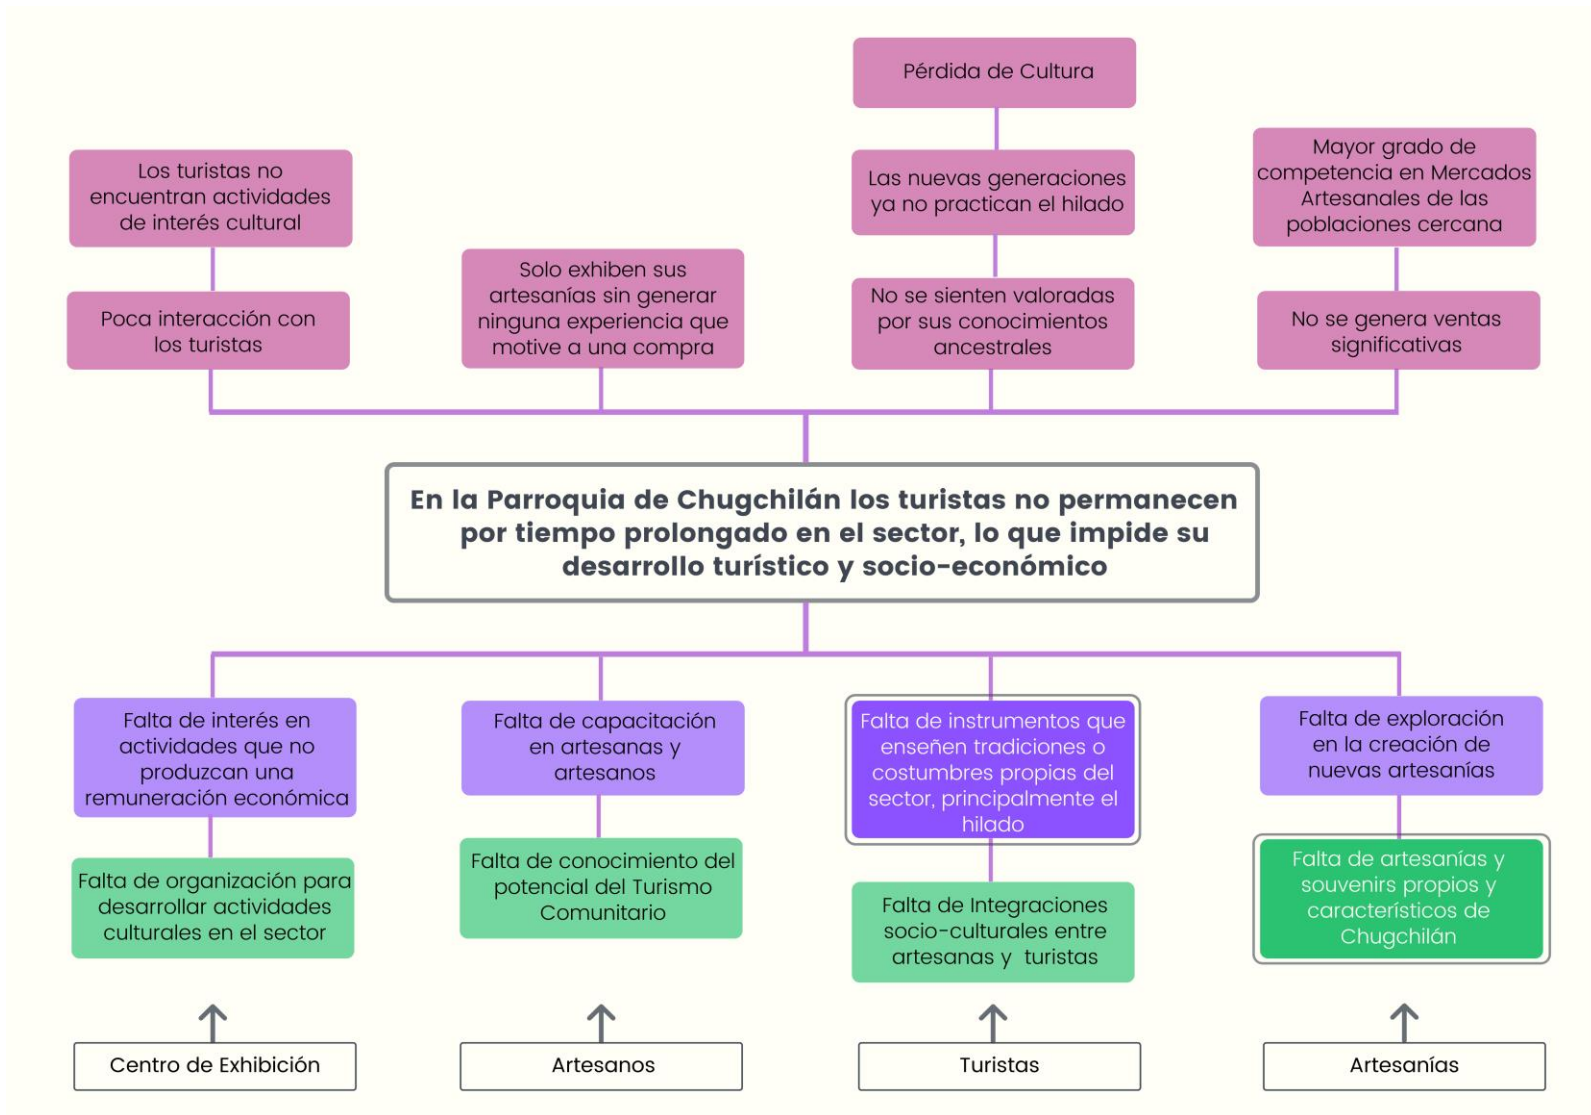 Pérdida de Cultura
Los turistas no
encuentran actividades
de interés cultural
Las nuevas generaciones
ya no practican el hilado
Mayor grado de
competencia en Mercados
Artesanales de las
poblaciones cercana
Poca interacción con
los turistas
Solo exhiben sus
artesanías sin generar
ninguna experiencia que
motive a una compra
No se sienten valoradas
por sus conocimientos
ancestrales
No se genera ventas
significativas
En la Parroquia de Chugchilán los turistas no permanecen
por tiempo prolongado en el sector, lo que impide su
desarrollo turístico y socio-económico
Falta de interés en
actividades que no
produzcan una
remuneración económica
Falta de capacitación
en artesanas y
artesanos
Falta de instrumentos que
enseñen tradiciones o
costumbres propias del
sector, principalmente el
hilado
Falta de exploración
en la creación de
nuevas artesanías
Falta de organización para
desarrollar actividades
culturales en el sector
Falta de conocimiento del
potencial del Turismo
Comunitario
Falta de Integraciones
socio-culturales entre
artesanas y turistas
Falta de artesanías y
souvenirs propios y
característicos de
Chugchilán
Centro de Exhibición
Artesanos
Turistas
Artesanías